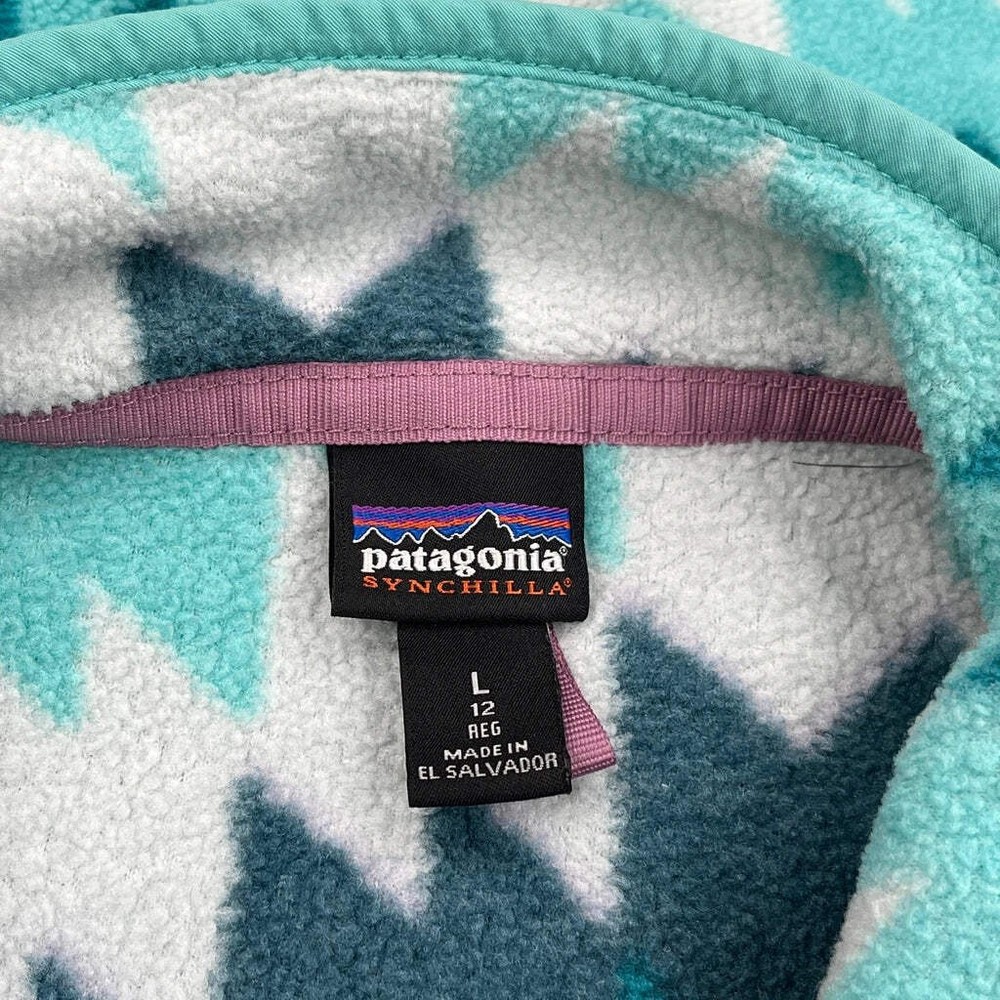 patagonia®
SYNCHILLA®
L
12
REG
MADE IN
EL SALVADOR